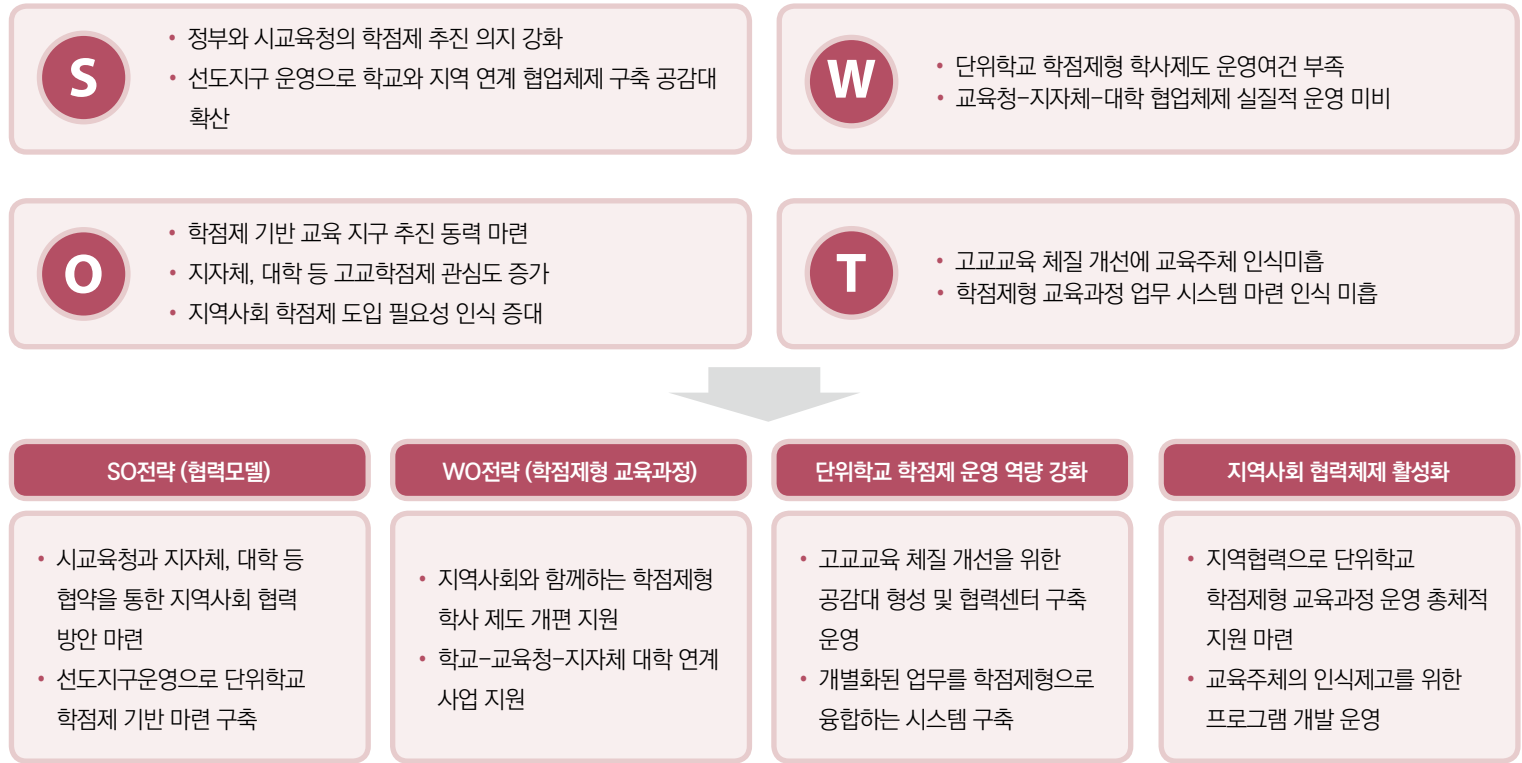 S
• 정부와 시교육청의 학점제 추진 의지 강화
• 선도지구 운영으로 학교와 지역 연계 협업체제 구축 공감대
확산
W
• 단위학교 학점제형 학사제도 운영여건 부족
• 교육청-지자체-대학 협업체제 실질적 운영 미비
O
• 학점제 기반 교육 지구 추진 동력 마련
• 지자체, 대학 등 고교학점제 관심도 증가
• 지역사회 학점제 도입 필요성 인식 증대
T
• 고교교육 체질 개선에 교육주체 인식미흡
• 학점제형 교육과정 업무 시스템 마련 인식 미흡
SO전략 (협력모델)
• 시교육청과 지자체, 대학 등
협약을 통한 지역사회 협력
방안 마련
• 선도지구운영으로 단위학교
학점제 기반 마련 구축
WO전략 (학점제형 교육과정)
• 지역사회와 함께하는 학점제형
학사 제도 개편 지원
• 학교-교육청-지자체 대학 연계
사업 지원
단위학교 학점제 운영 역량 강화
• 고교교육 체질 개선을 위한
공감대 형성 및 협력센터 구축
운영
• 개별화된 업무를 학점제형으로
융합하는 시스템 구축
지역사회 협력체제 활성화
• 지역협력으로 단위학교
학점제형 교육과정 운영 총체적
지원 마련
• 교육주체의 인식제고를 위한
프로그램 개발 운영